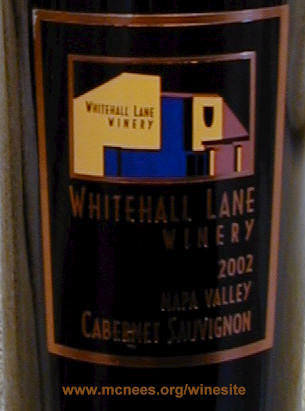 WHITEHALL LANE
WINERY
WHITEHALL LANE
WINERY
2002
NAPA VALLEY
CABERNET SAUVIGNON
www.mcnees.org/winesite